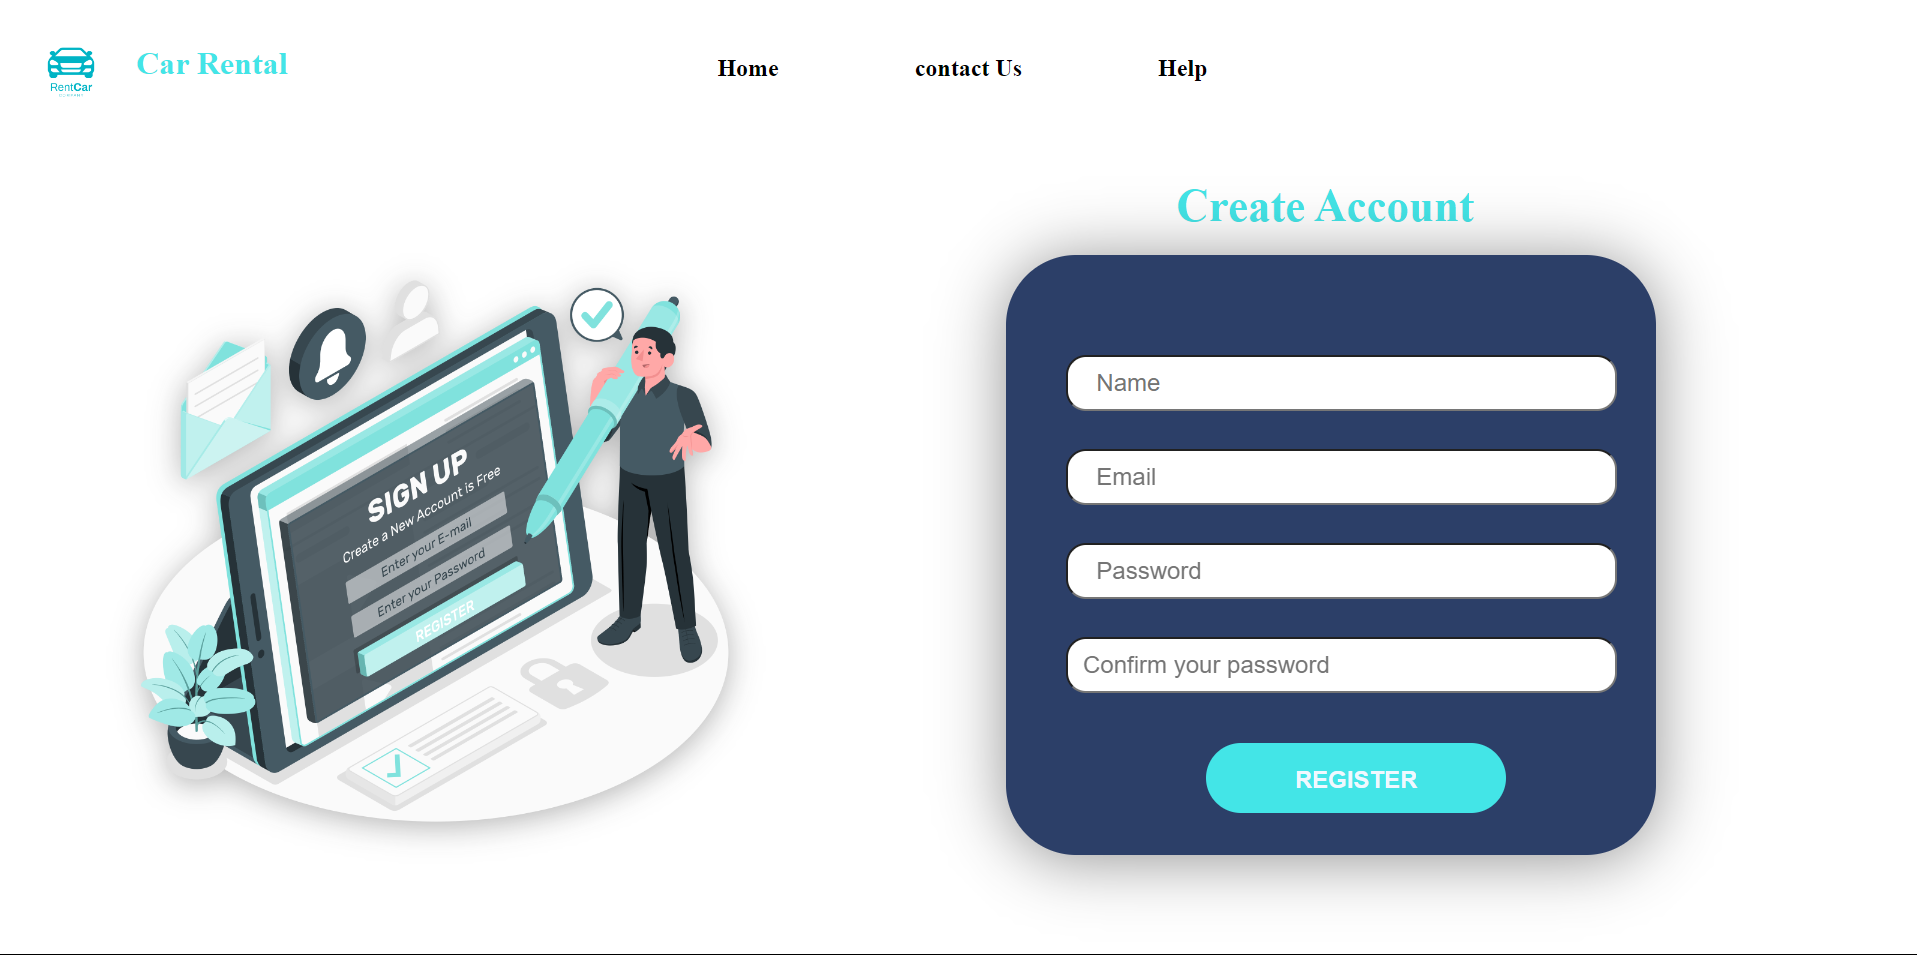 Car Rental
RentCar
Home
contact Us
Help
Create Account
SIGN UP
Create a New Account is Free
Enter your E-mail
Enter your Password
REGISTER
Name
Email
Password
Confirm your password
REGISTER